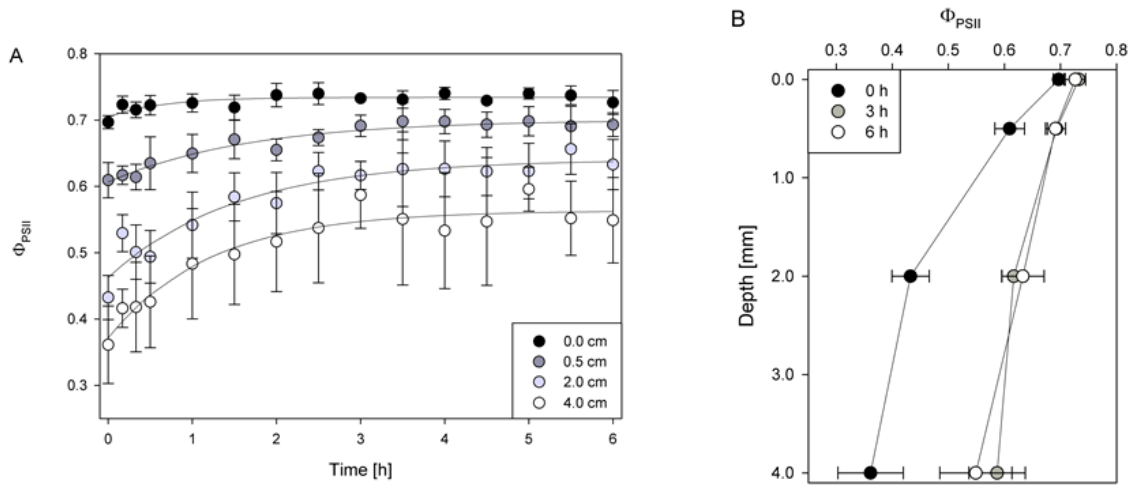 A
0.8
0.7
0.6
0.5
0.4
0.3
ΦPSII
0 1 2 3 4 5 6
Time [h]
0.0 cm
0.5 cm
2.0 cm
4.0 cm
B
ΦPSII
0.3 0.4 0.5 0.6 0.7 0.8
0.0
1.0
2.0
3.0
4.0
Depth [mm]
0 h
3 h
6 h